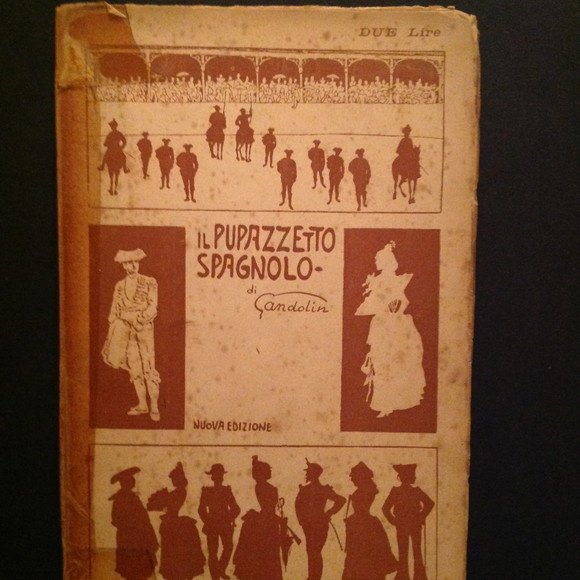 DUE Lire
IL PUPAZZETTO
SPAGNOLO-
di
Gandolin
NUOVA EDIZIONE